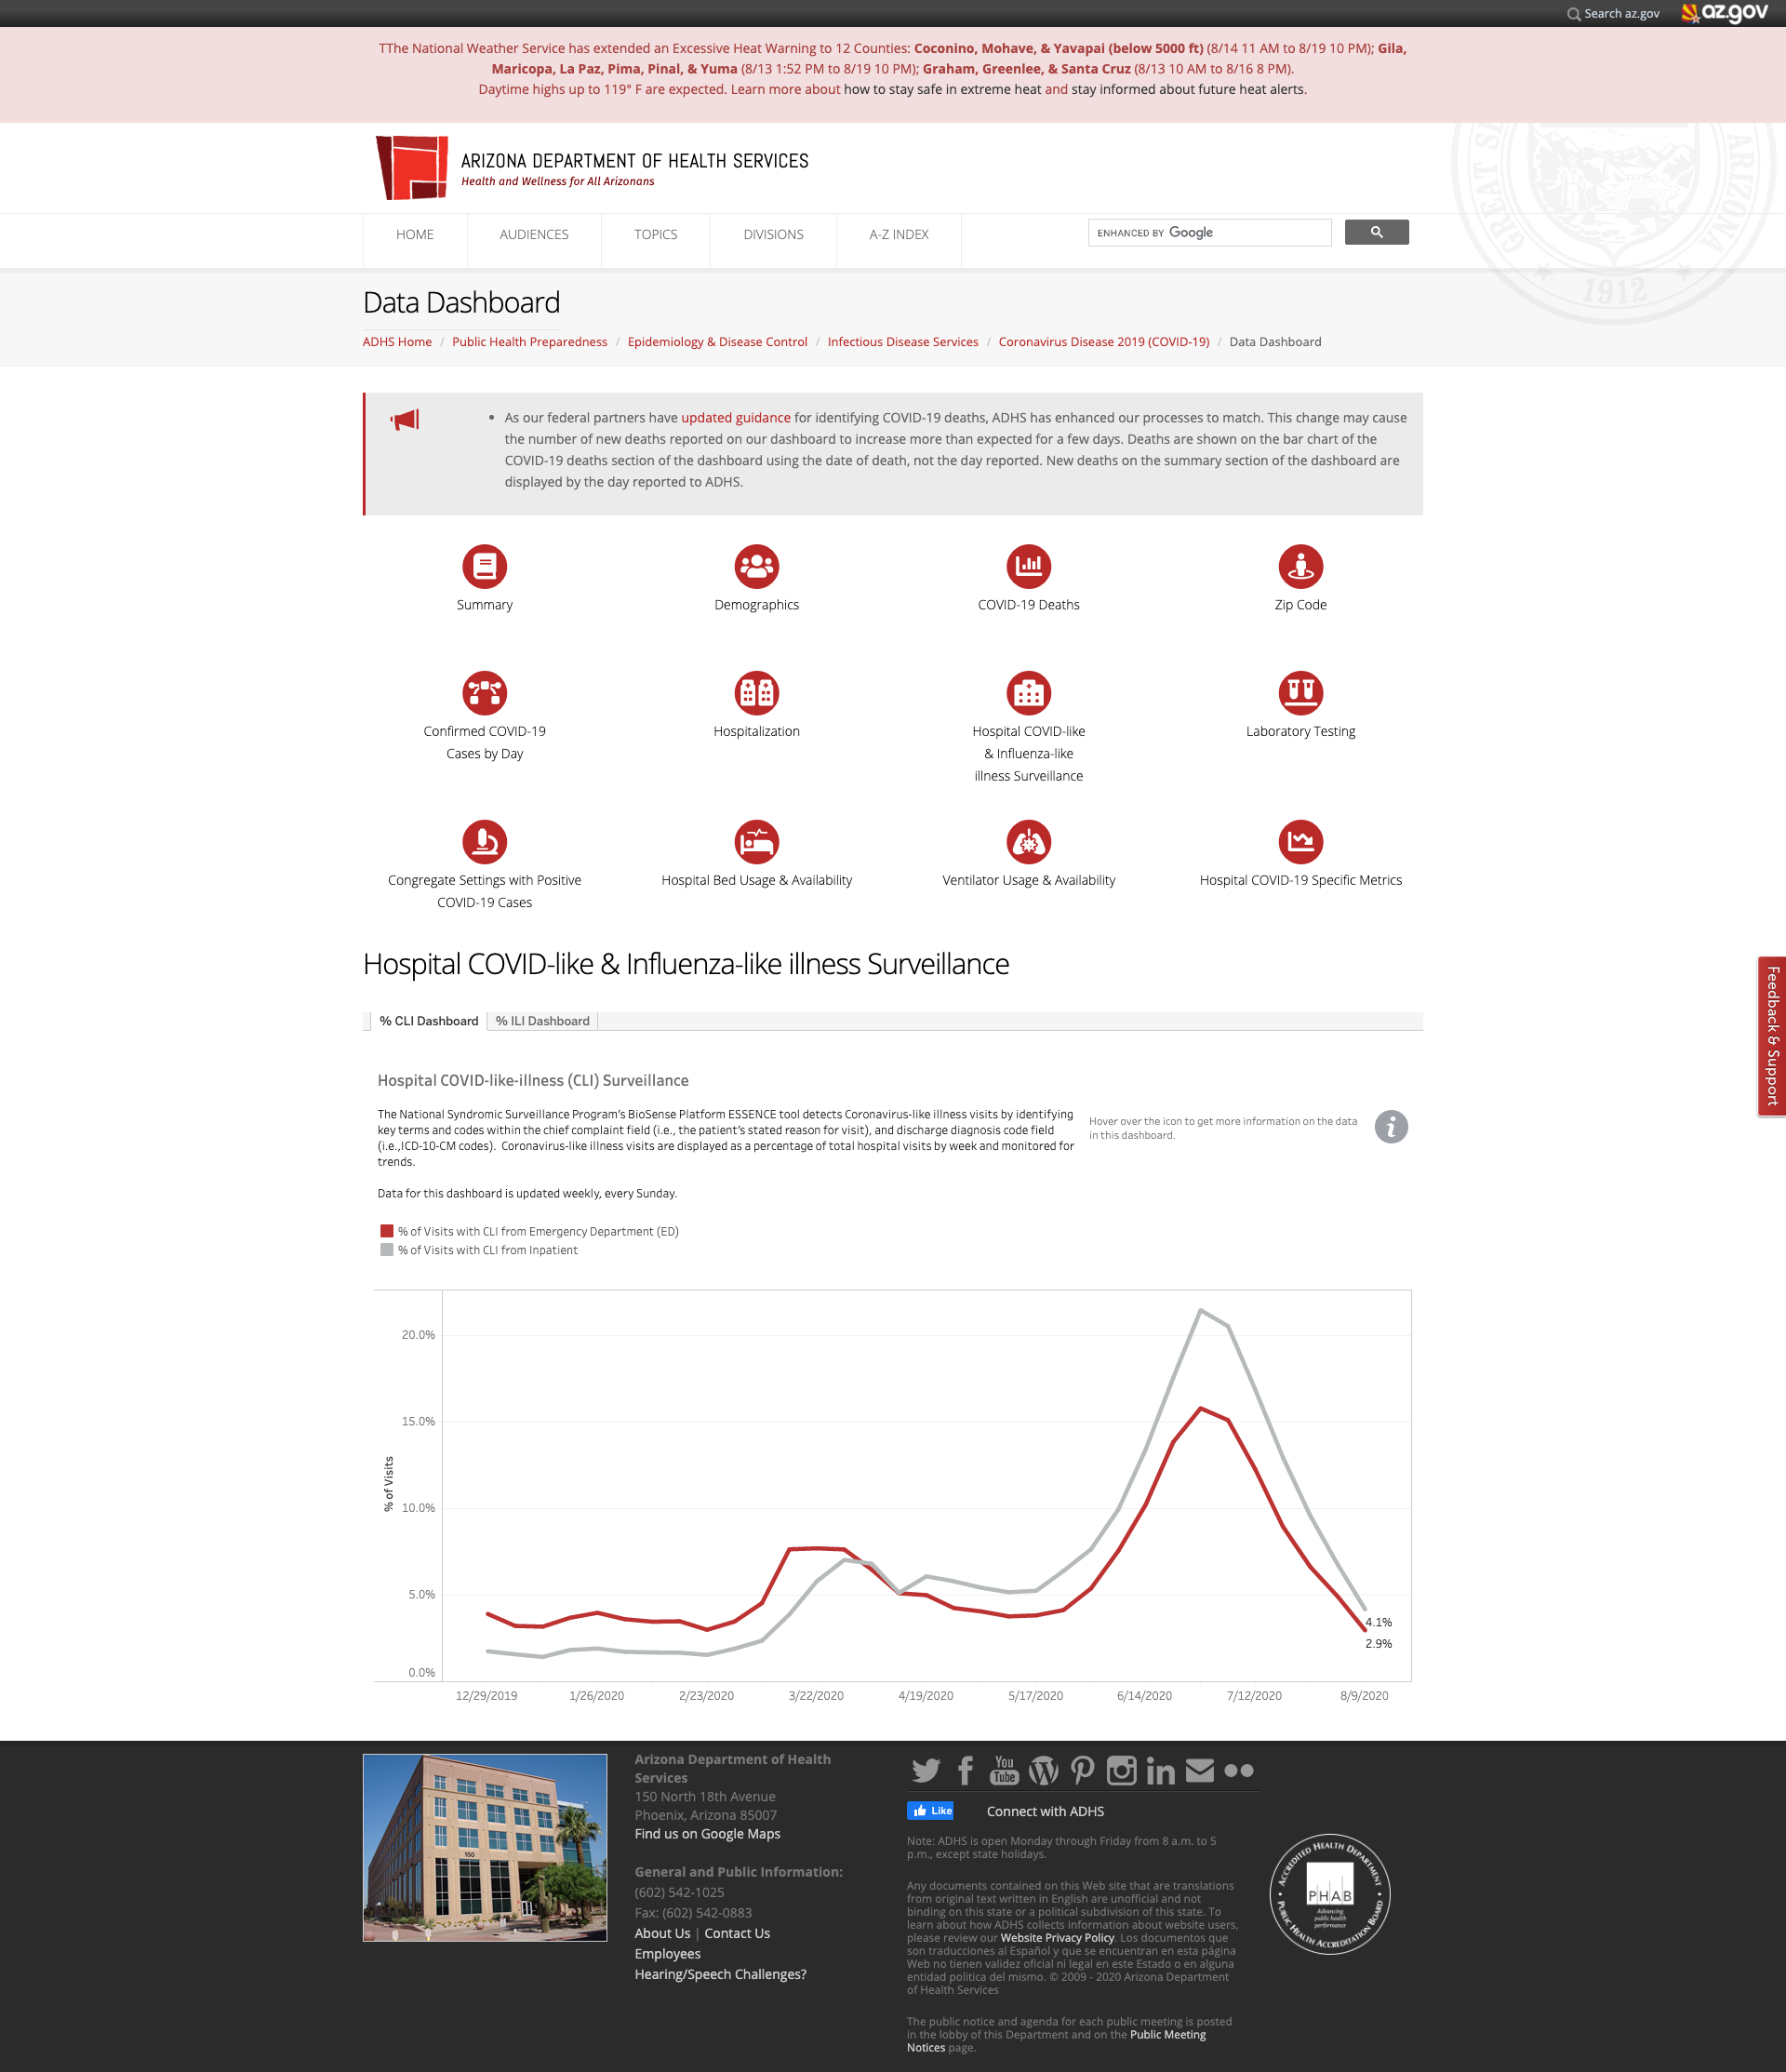 Search az.gov
az.gov
TThe National Weather Service has extended an Excessive Heat Warning to 12 Counties: Coconino, Mohave, & Yavapai (below 5000 ft) (8/14 11 AM to 8/19 10 PM); Gila,
Maricopa, La Paz, Pima, Pinal, & Yuma (8/13 1:52 PM to 8/19 10 PM); Graham, Greenlee, & Santa Cruz (8/13 10 AM to 8/16 8 PM).
Daytime highs up to 119° F are expected. Learn more about how to stay safe in extreme heat and stay informed about future heat alerts.
ARIZONA DEPARTMENT OF HEALTH SERVICES
Health and Wellness for All Arizonans
GREAT
ARIZONA
1912
HOME
AUDIENCES
TOPICS
DIVISIONS
A-Z INDEX
ENHANCED BY Google
Data Dashboard
ADHS Home / Public Health Preparedness / Epidemiology & Disease Control / Infectious Disease Services / Coronavirus Disease 2019 (COVID-19) / Data Dashboard
• As our federal partners have updated guidance for identifying COVID-19 deaths, ADHS has enhanced our processes to match. This change may cause
the number of new deaths reported on our dashboard to increase more than expected for a few days. Deaths are shown on the bar chart of the
COVID-19 deaths section of the dashboard using the date of death, not the day reported. New deaths on the summary section of the dashboard are
displayed by the day reported to ADHS.
Summary
Demographics
COVID-19 Deaths
Zip Code
Confirmed COVID-19
Cases by Day
Hospitalization
Hospital COVID-like
& Influenza-like
illness Surveillance
Laboratory Testing
Congregate Settings with Positive
COVID-19 Cases
Hospital Bed Usage & Availability
Ventilator Usage & Availability
Hospital COVID-19 Specific Metrics
Hospital COVID-like & Influenza-like illness Surveillance
Feedback & Support
% CLI Dashboard
% ILI Dashboard
Hospital COVID-like-illness (CLI) Surveillance
The National Syndromic Surveillance Program's BioSense Platform ESSENCE tool detects Coronavirus-like illness visits by identifying
key terms and codes within the chief complaint field (i.e., the patient's stated reason for visit), and discharge diagnosis code field
(i.e.,ICD-10-CM codes). Coronavirus-like illness visits are displayed as a percentage of total hospital visits by week and monitored for
trends.
Hover over the icon to get more information on the data
in this dashboard.
Data for this dashboard is updated weekly, every Sunday.
% of Visits with CLI from Emergency Department (ED)
% of Visits with CLI from Inpatient
% of Visits
20.0%
15.0%
10.0%
5.0%
0.0%
4.1%
2.9%
12/29/2019
1/26/2020
2/23/2020
3/22/2020
4/19/2020
5/17/2020
6/14/2020
7/12/2020
8/9/2020
150
Arizona Department of Health
Services
150 North 18th Avenue
Phoenix, Arizona 85007
Find us on Google Maps
General and Public Information:
(602) 542-1025
Fax: (602) 542-0883
About Us | Contact Us
Employees
Hearing/Speech Challenges?
You
Tube
Like
Connect with ADHS
Note: ADHS is open Monday through Friday from 8 a.m. to 5
p.m., except state holidays.
Any documents contained on this Web site that are translations
from original text written in English are unofficial and not
binding on this state or a political subdivision of this state. To
learn about how ADHS collects information about website users,
please review our Website Privacy Policy. Los documentos que
son traducciones al Español y que se encuentran en esta página
Web no tienen validez oficial ni legal en este Estado o en alguna
entidad politica del mismo. © 2009 - 2020 Arizona Department
of Health Services
The public notice and agenda for each public meeting is posted
in the lobby of this Department and on the Public Meeting
Notices page.
ACCREDITED HEALTH DEPARTMENT
PHAB
Advancing
public health
performance
PUBLIC HEALTH ACCREDITATION BOARD